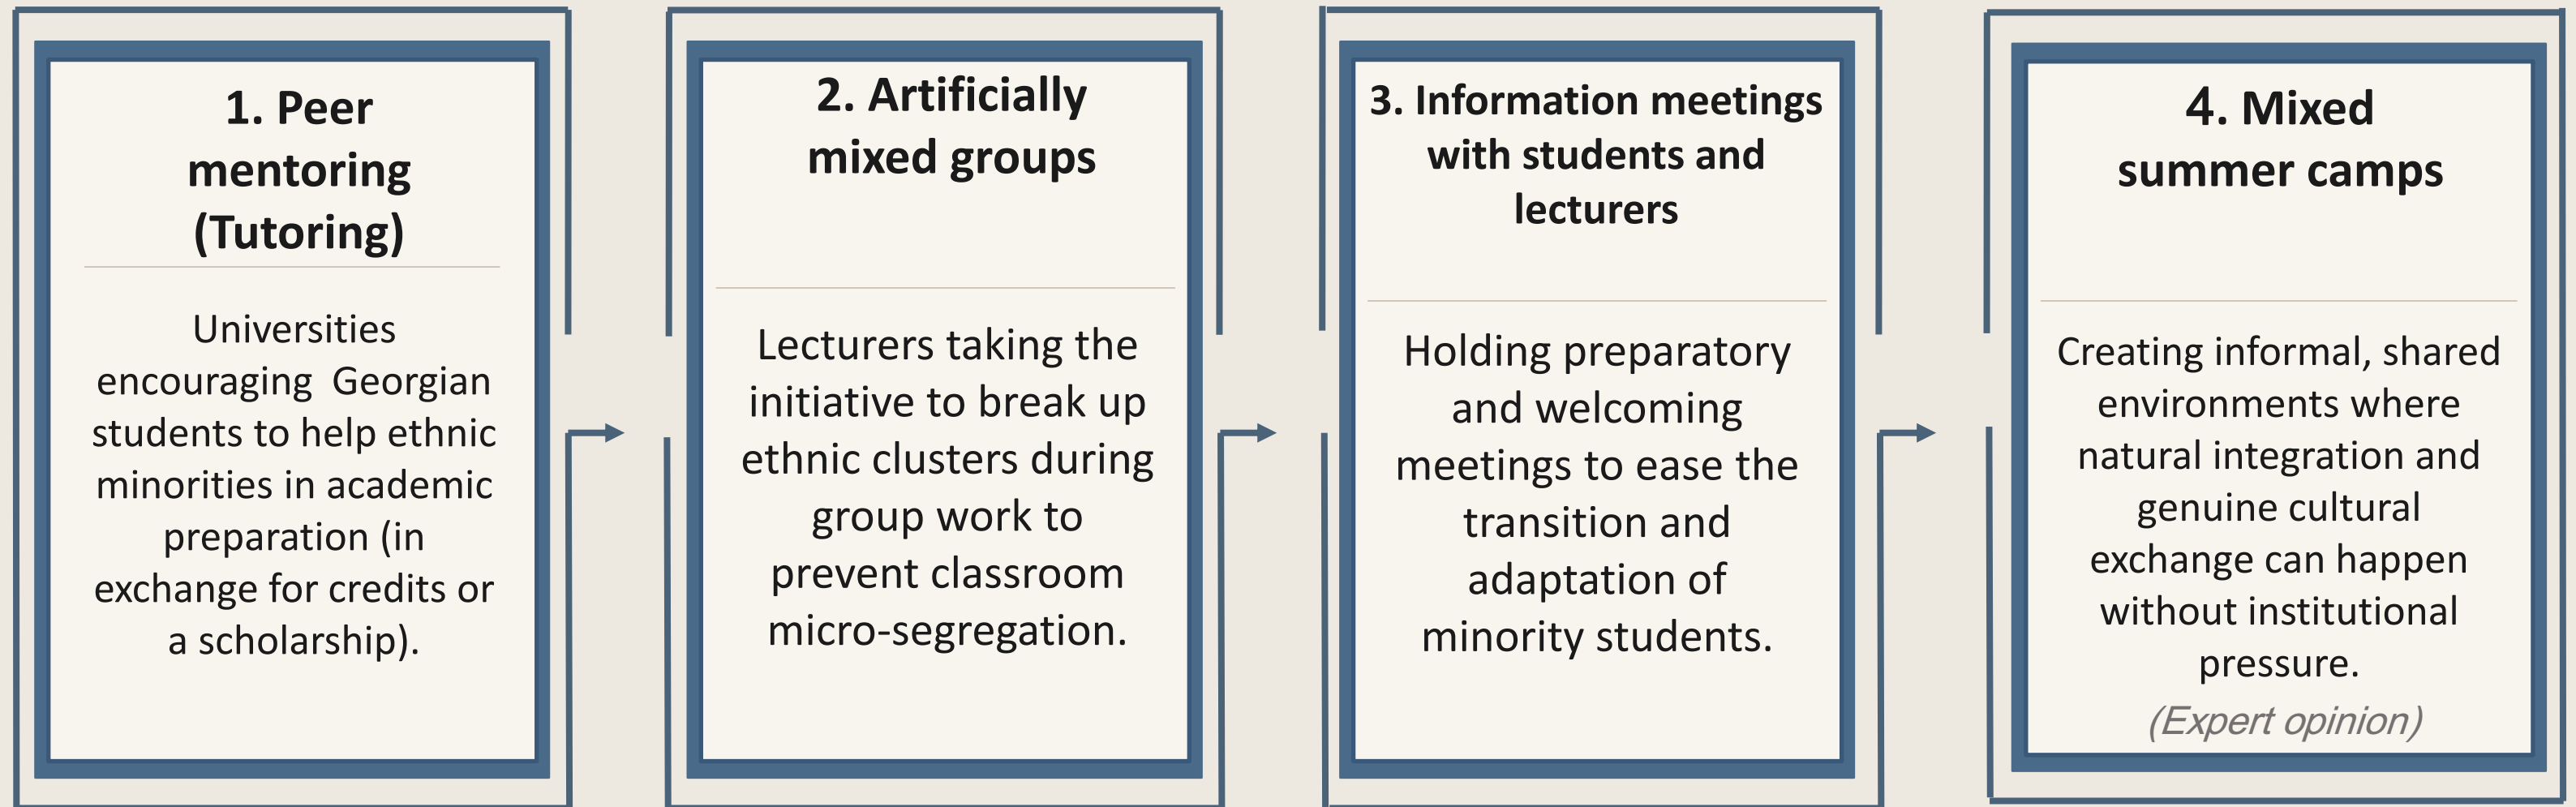 1. Peer
mentoring
(Tutoring)
Universities
encouraging  Georgian
students to help ethnic
minorities in academic
preparation (in
exchange for credits or
a scholarship).
2. Artificially
mixed groups
Lecturers taking the
initiative to break up
ethnic clusters during
group work to
prevent classroom
micro-segregation.
3. Information meetings
with students and
lecturers
Holding preparatory
and welcoming
meetings to ease the
transition and
adaptation of
minority students.
4. Mixed
summer camps
Creating informal, shared
environments where
natural integration and
genuine cultural
exchange can happen
without institutional
pressure.
(Expert opinion)